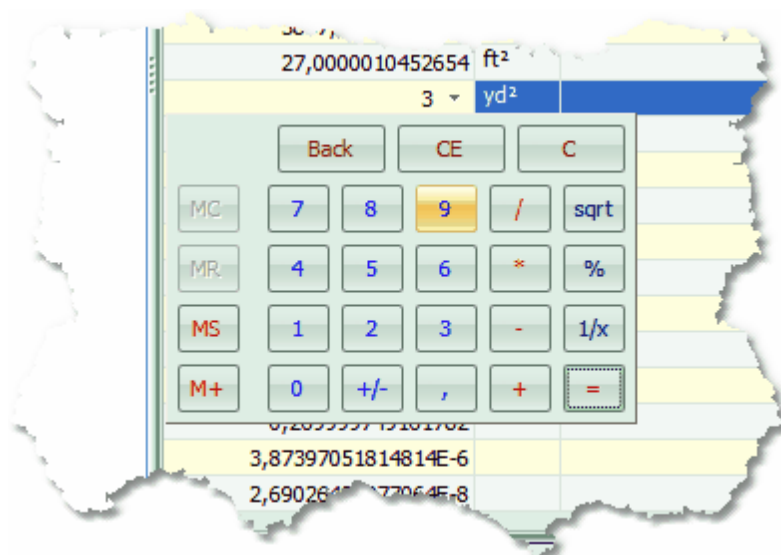 27,0000010452654 ft²
3 yd²
Back CE C
MC 7 8 9 / sqrt
MR 4 5 6 * %
MS 1 2 3 - 1/x
M+ 0 +/- , + =
3,87397051814814E-6